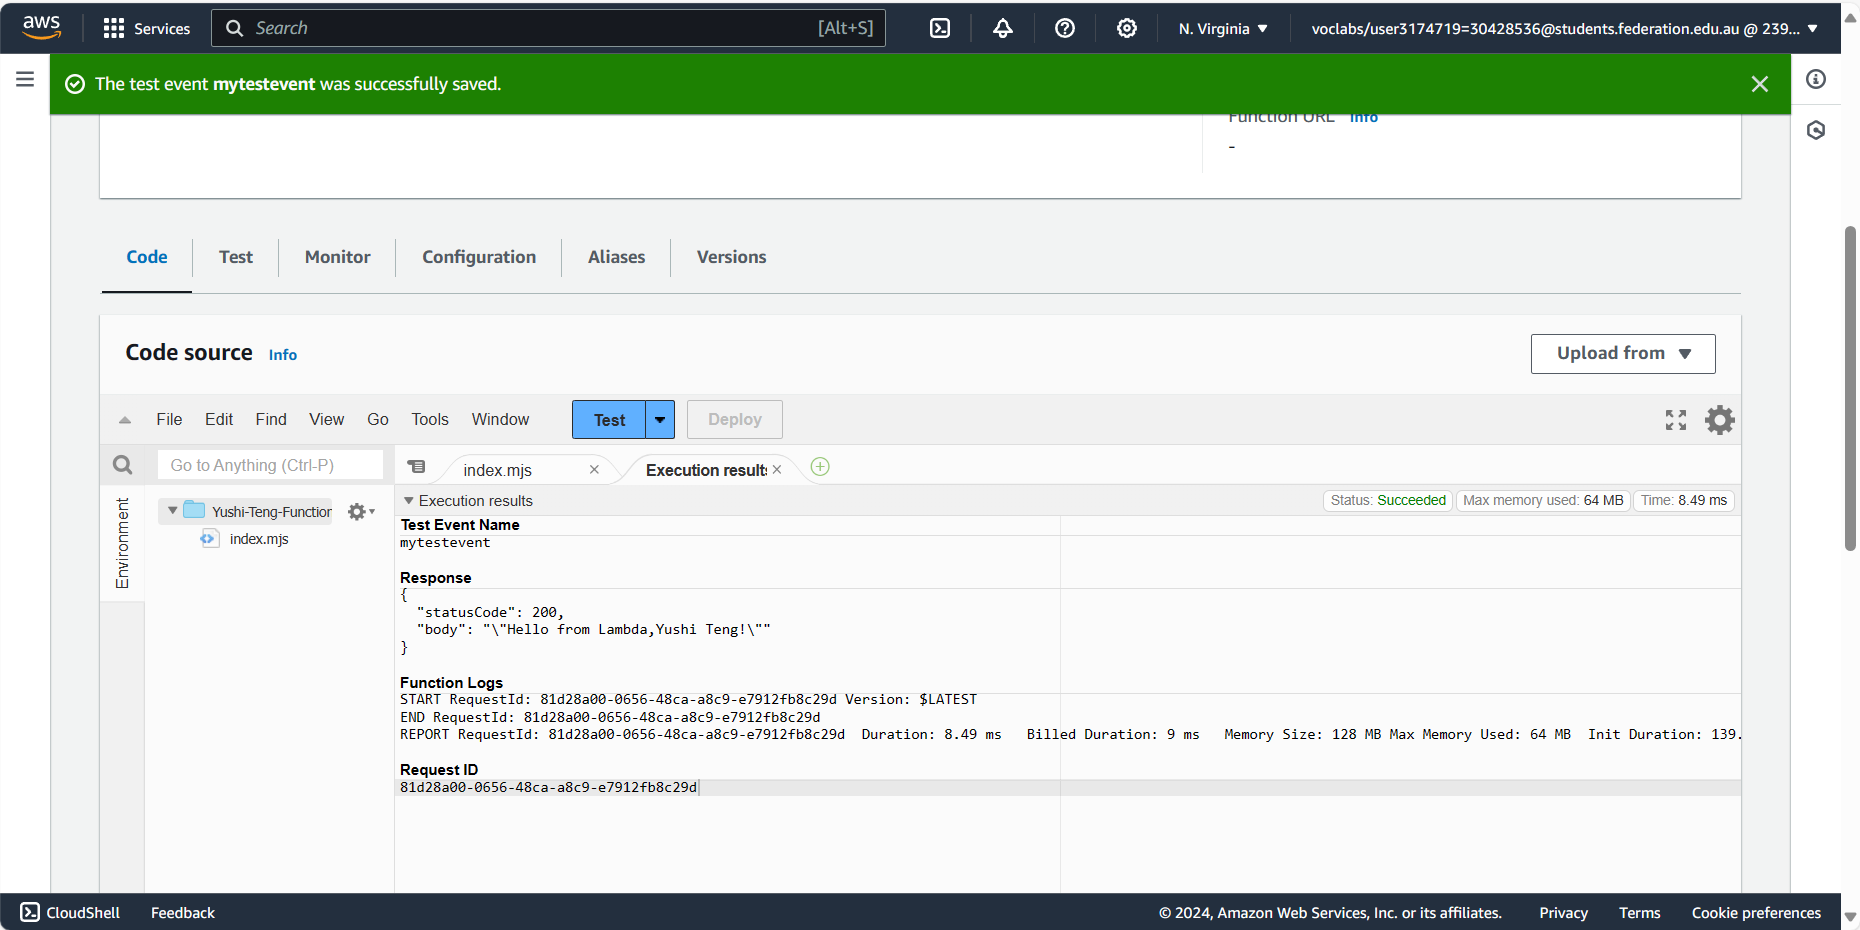 aws
Services
Search
[Alt+S]
N. Virginia
voclabs/user3174719=30428536@students.federation.edu.au @ 239...
The test event mytestevent was successfully saved.
Function URL Info
-
Code
Test
Monitor
Configuration
Aliases
Versions
Code source Info
Upload from
File Edit Find View Go Tools Window
Test
Deploy
Go to Anything (Ctrl-P)
index.mjs
Execution results
Environment
Yushi-Teng-Function
index.mjs
Execution results
Status: Succeeded
Max memory used: 64 MB
Time: 8.49 ms
Test Event Name
mytestevent
Response
{
"statusCode": 200,
"body": "\"Hello from Lambda,Yushi Teng!\""
}
Function Logs
START RequestId: 81d28a00-0656-48ca-a8c9-e7912fb8c29d Version: $LATEST
END RequestId: 81d28a00-0656-48ca-a8c9-e7912fb8c29d
REPORT RequestId: 81d28a00-0656-48ca-a8c9-e7912fb8c29d Duration: 8.49 ms Billed Duration: 9 ms Memory Size: 128 MB Max Memory Used: 64 MB Init Duration: 139.
Request ID
81d28a00-0656-48ca-a8c9-e7912fb8c29d
CloudShell
Feedback
© 2024, Amazon Web Services, Inc. or its affiliates.
Privacy
Terms
Cookie preferences